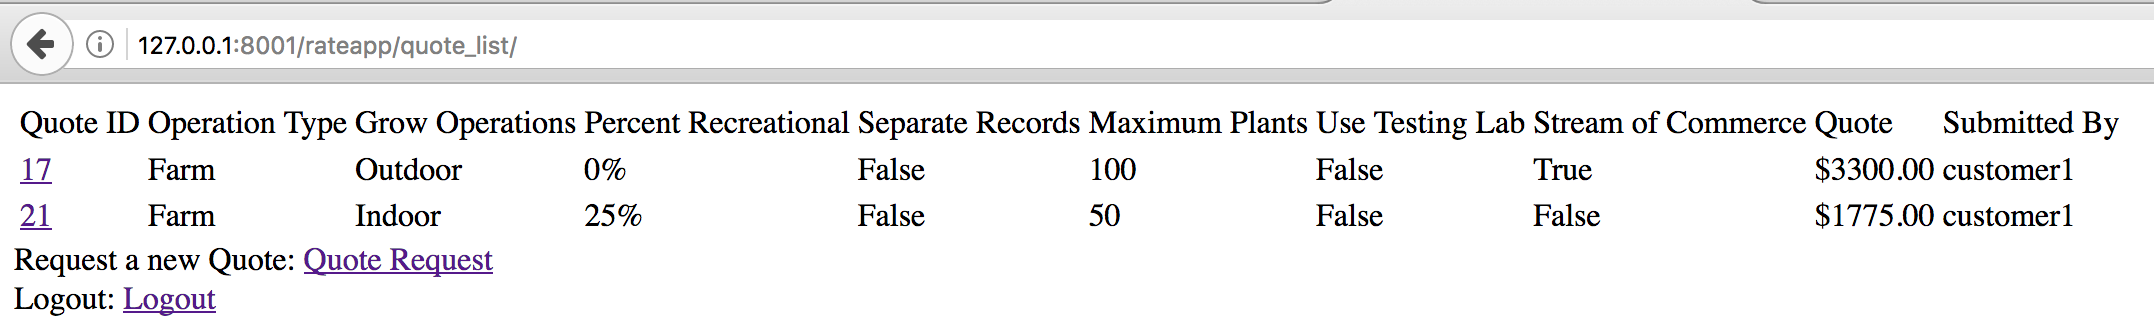 127.0.0.1:8001/rateapp/quote_list/
Quote ID Operation Type Grow Operations Percent Recreational Separate Records Maximum Plants Use Testing Lab Stream of Commerce Quote Submitted By
17 Farm Outdoor 0% False 100 False True $3300.00 customer1
21 Farm Indoor 25% False 50 False False $1775.00 customer1
Request a new Quote: Quote Request
Logout: Logout